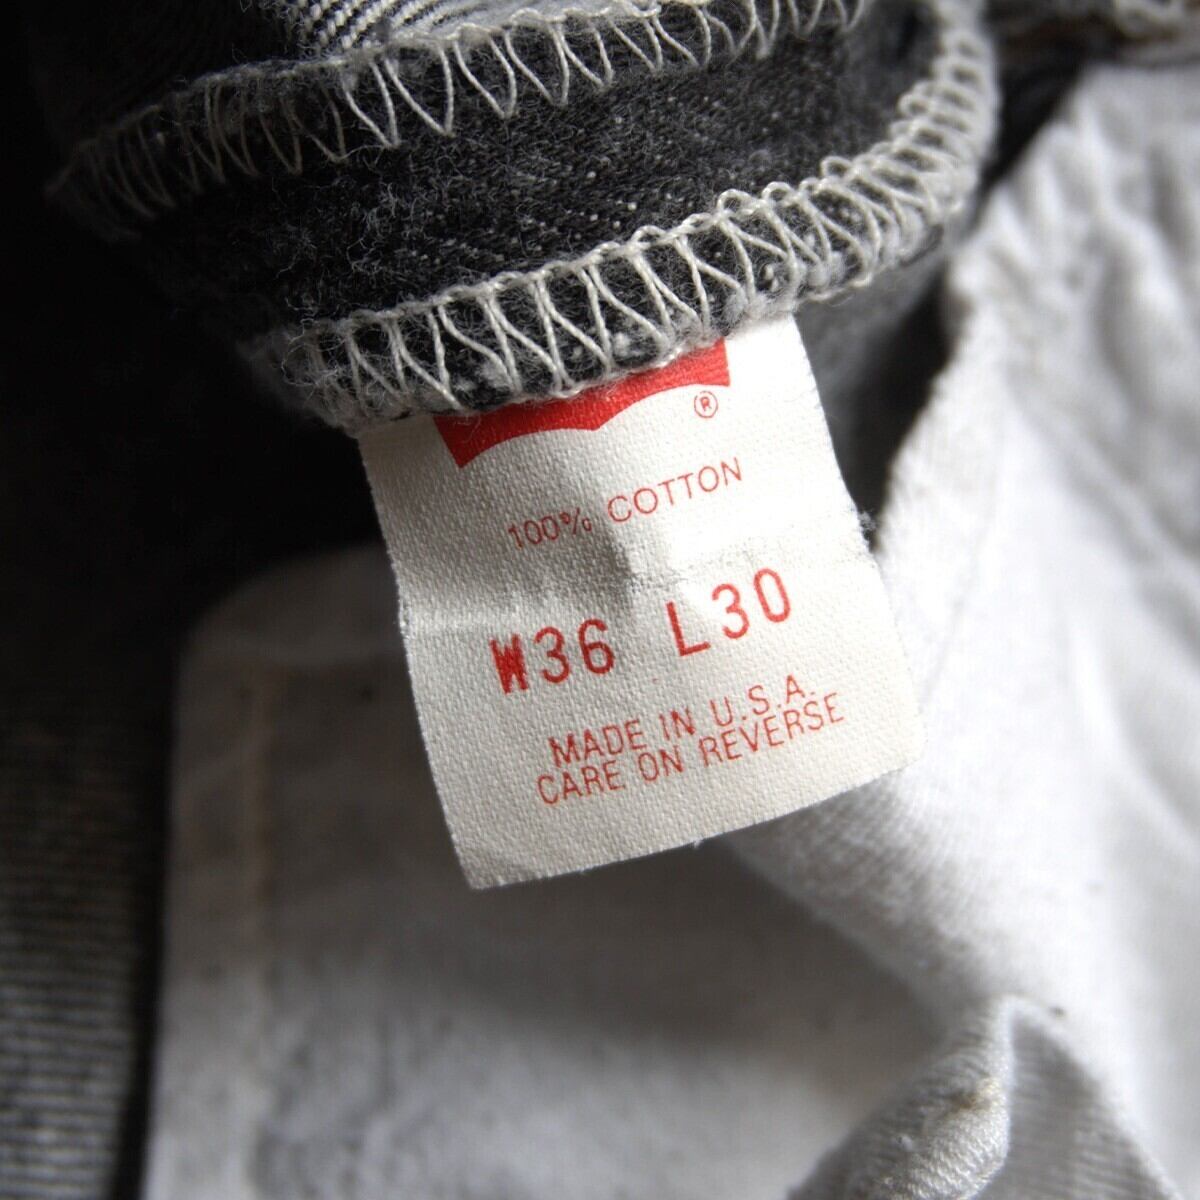 ®
100% COTTON
W36 L30
MADE IN U.S.A.
CARE ON REVERSE